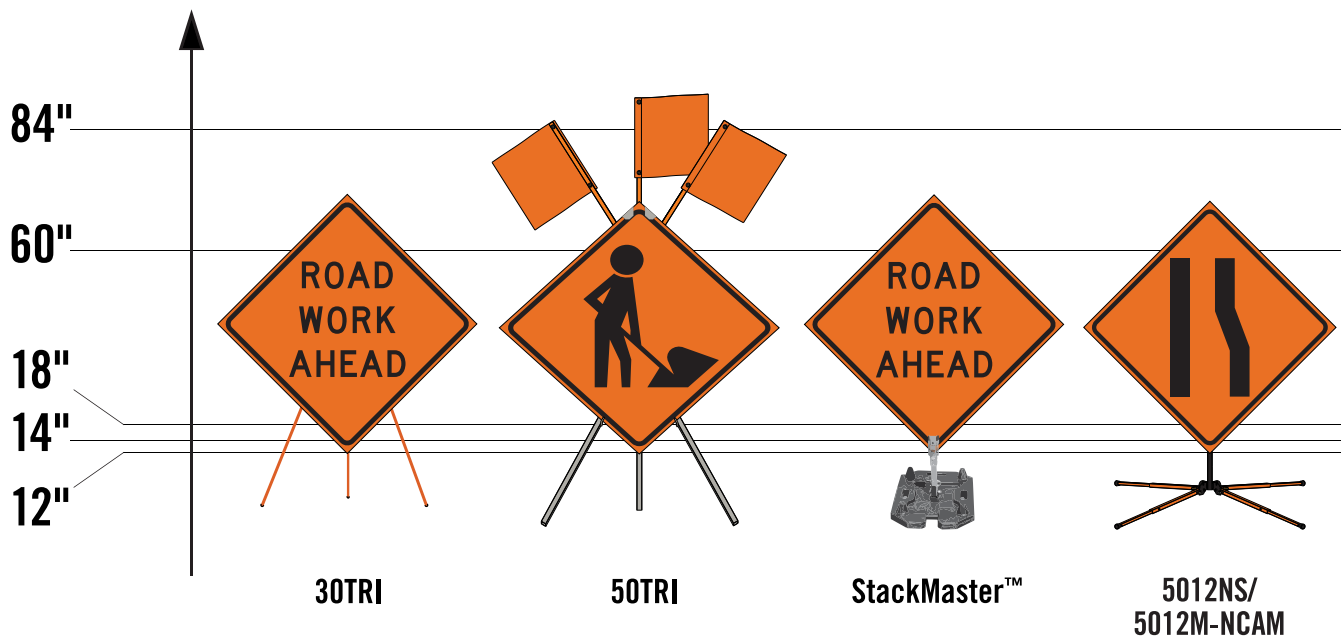 84"
60"
18"
14"
12"
ROAD
WORK
AHEAD
ROAD
WORK
AHEAD
30TRI
50TRI
StackMaster™
5012NS/
5012M-NCAM